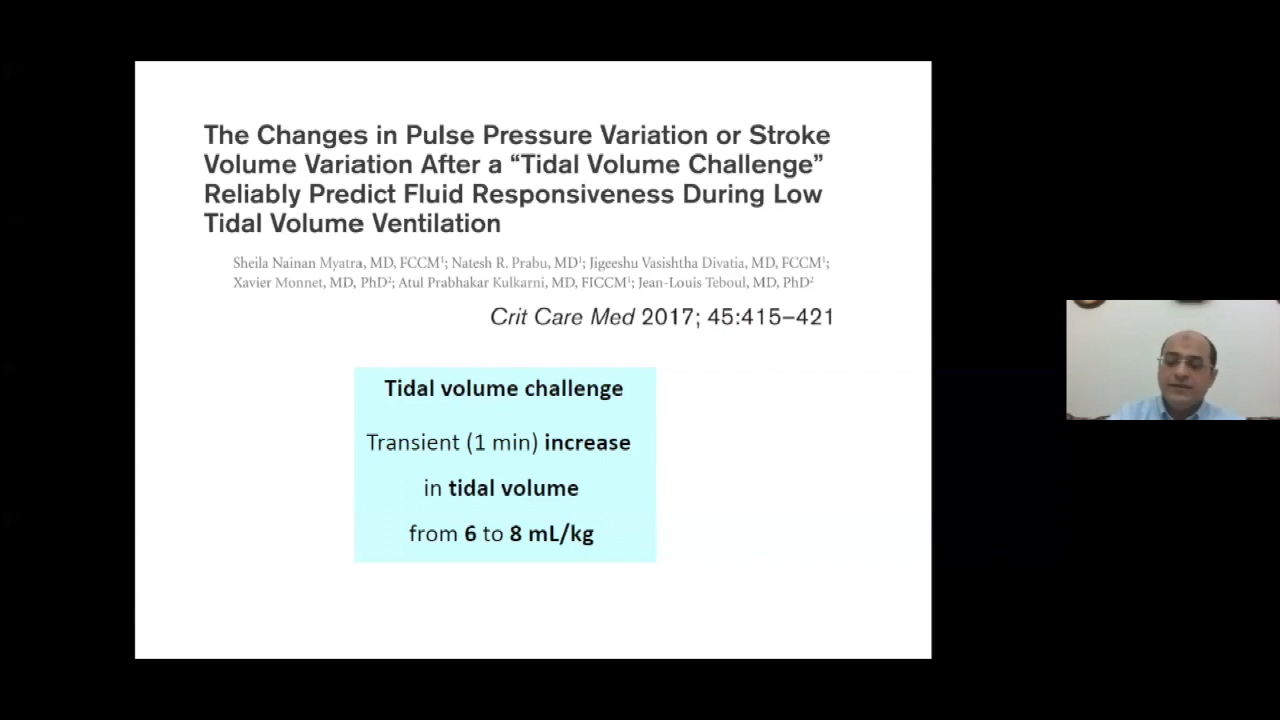 The Changes in Pulse Pressure Variation or Stroke
Volume Variation After a “Tidal Volume Challenge”
Reliably Predict Fluid Responsiveness During Low
Tidal Volume Ventilation
Sheila Nainan Myatra, MD, FCCM¹; Natesh R. Prabu, MD¹; Jigeeshu Vasishtha Divatia, MD, FCCM¹;
Xavier Monnet, MD, PhD²; Atul Prabhakar Kulkarni, MD, FICCM¹; Jean-Louis Teboul, MD, PhD²
Crit Care Med 2017; 45:415–421
Tidal volume challenge
Transient (1 min) increase
in tidal volume
from 6 to 8 mL/kg